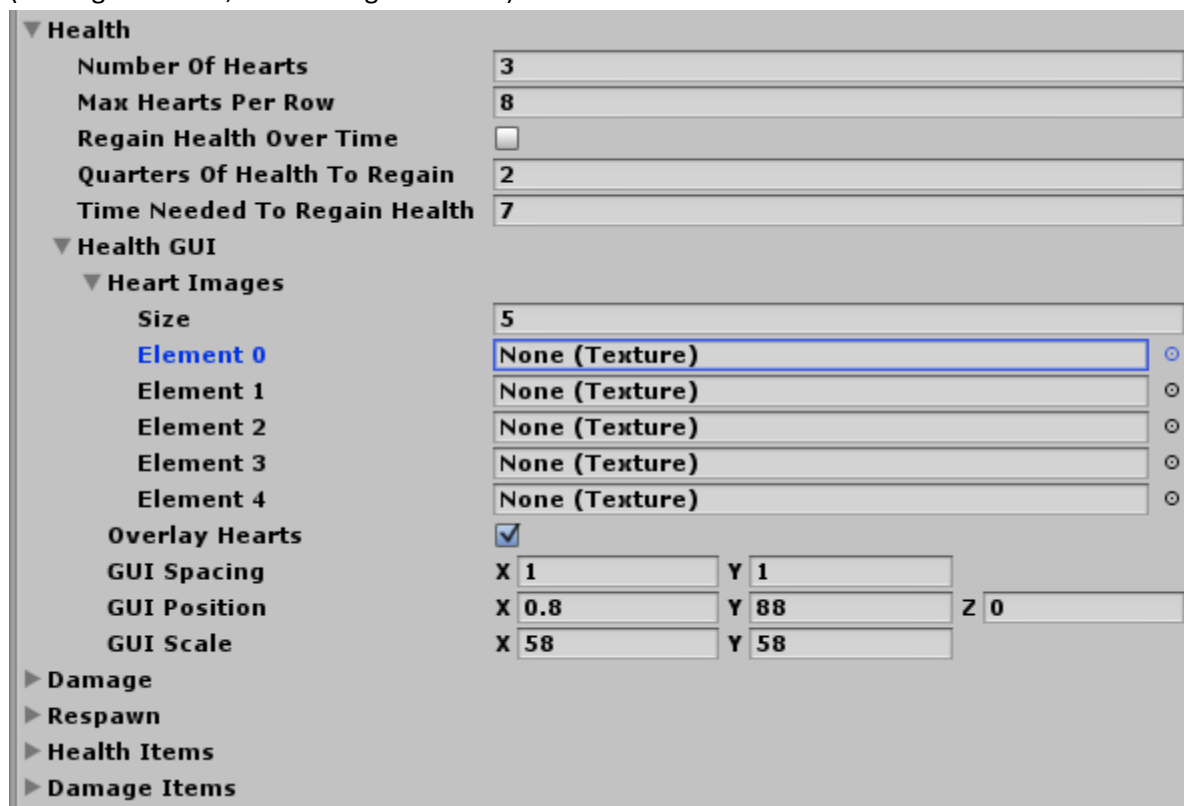 Health
Number Of Hearts 3
Max Hearts Per Row 8
Regain Health Over Time
Quarters Of Health To Regain 2
Time Needed To Regain Health 7
Health GUI
Heart Images
Size 5
Element 0 None (Texture)
Element 1 None (Texture)
Element 2 None (Texture)
Element 3 None (Texture)
Element 4 None (Texture)
Overlay Hearts
GUI Spacing X 1 Y 1
GUI Position X 0.8 Y 88 Z 0
GUI Scale X 58 Y 58
Damage
Respawn
Health Items
Damage Items